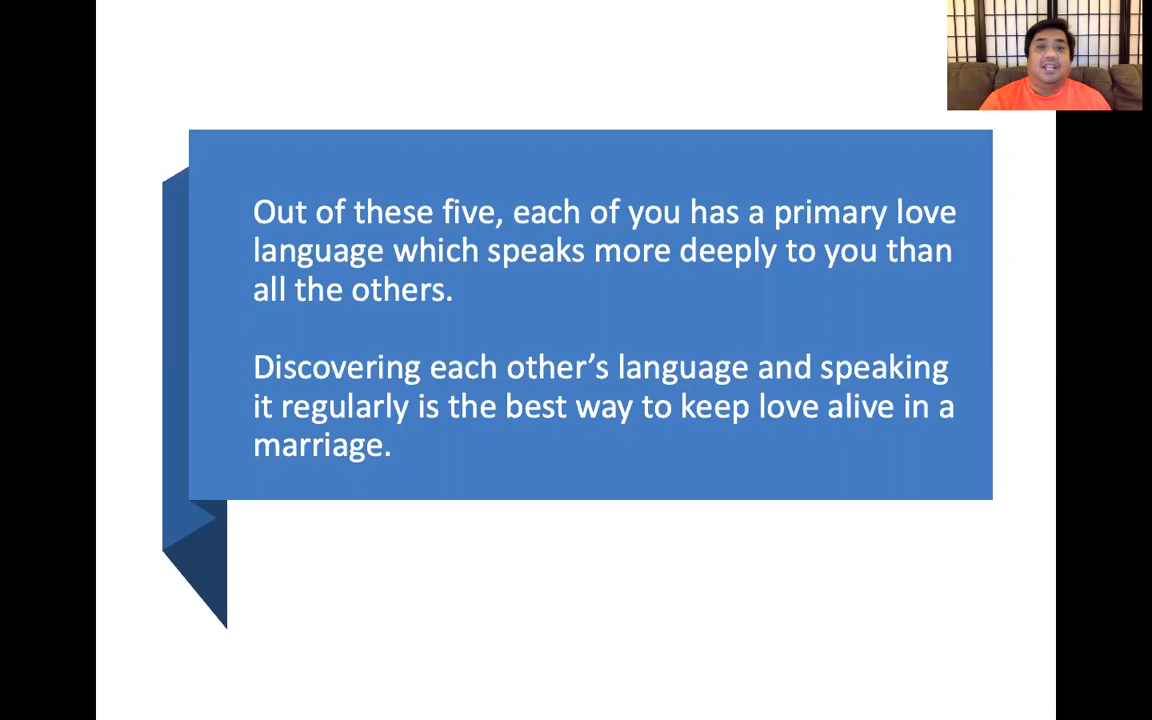 Out of these five, each of you has a primary love
language which speaks more deeply to you than
all the others.
Discovering each other’s language and speaking
it regularly is the best way to keep love alive in a
marriage.